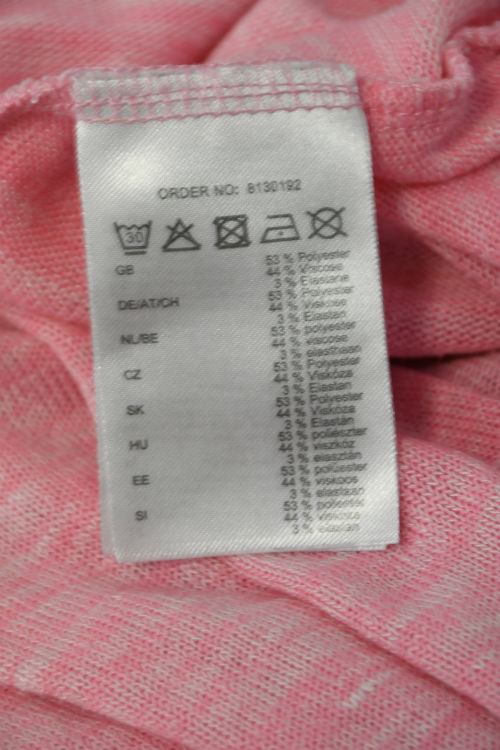 ORDER NO: 8130192
30
GB 53 % Polyester
44 % Viscose
3 % Elastane
DE/AT/CH 53 % Polyester
44 % Viskose
3 % Elastan
NL/BE 53 % polyester
44 % viscose
3 % elasthaan
CZ 53 % Polyester
44 % Viskóza
3 % Elastan
SK 53 % Polyester
44 % Viskóza
3 % Elastan
HU 53 % poliészter
44 % viszkóz
3 % elasztán
EE 53 % polüester
44 % viskoos
3 % elastaan
SI 53 % poliester
44 % viskoza
3 % elastan